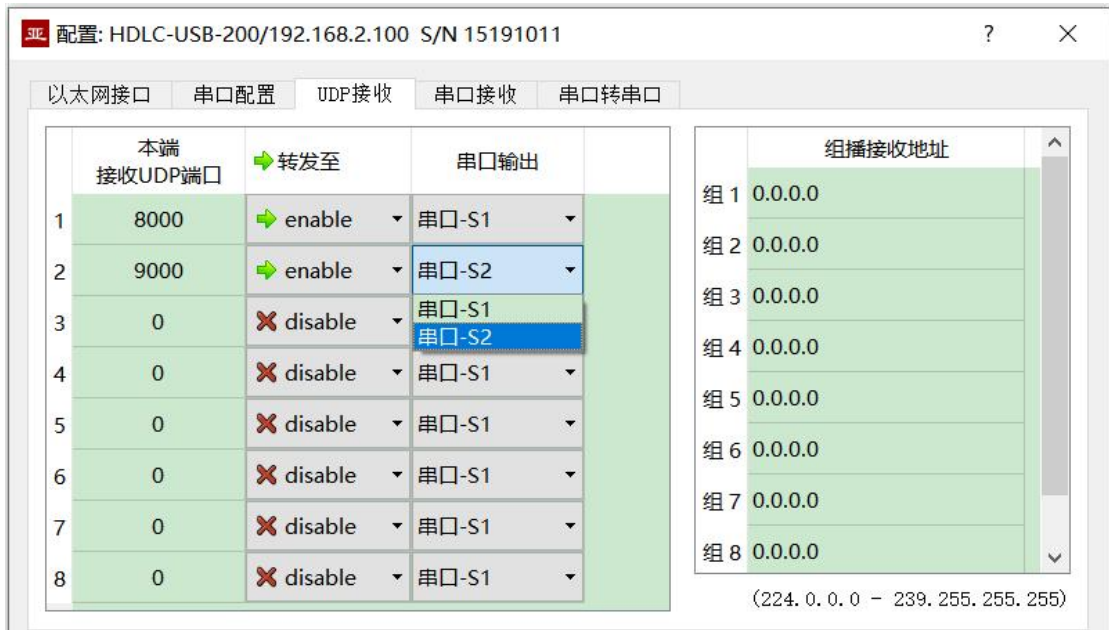 亚 配置: HDLC-USB-200/192.168.2.100 S/N 15191011 ?
以太网接口 串口配置 UDP接收 串口接收 串口转串口
本端
接收UDP端口 转发至 串口输出
1 8000 enable 串口-S1
2 9000 enable 串口-S2
串口-S1
串口-S2
3 0 disable
4 0 disable 串口-S1
5 0 disable 串口-S1
6 0 disable 串口-S1
7 0 disable 串口-S1
8 0 disable 串口-S1
组播接收地址
组 1 0.0.0.0
组 2 0.0.0.0
组 3 0.0.0.0
组 4 0.0.0.0
组 5 0.0.0.0
组 6 0.0.0.0
组 7 0.0.0.0
组 8 0.0.0.0
(224.0.0.0 - 239.255.255.255)